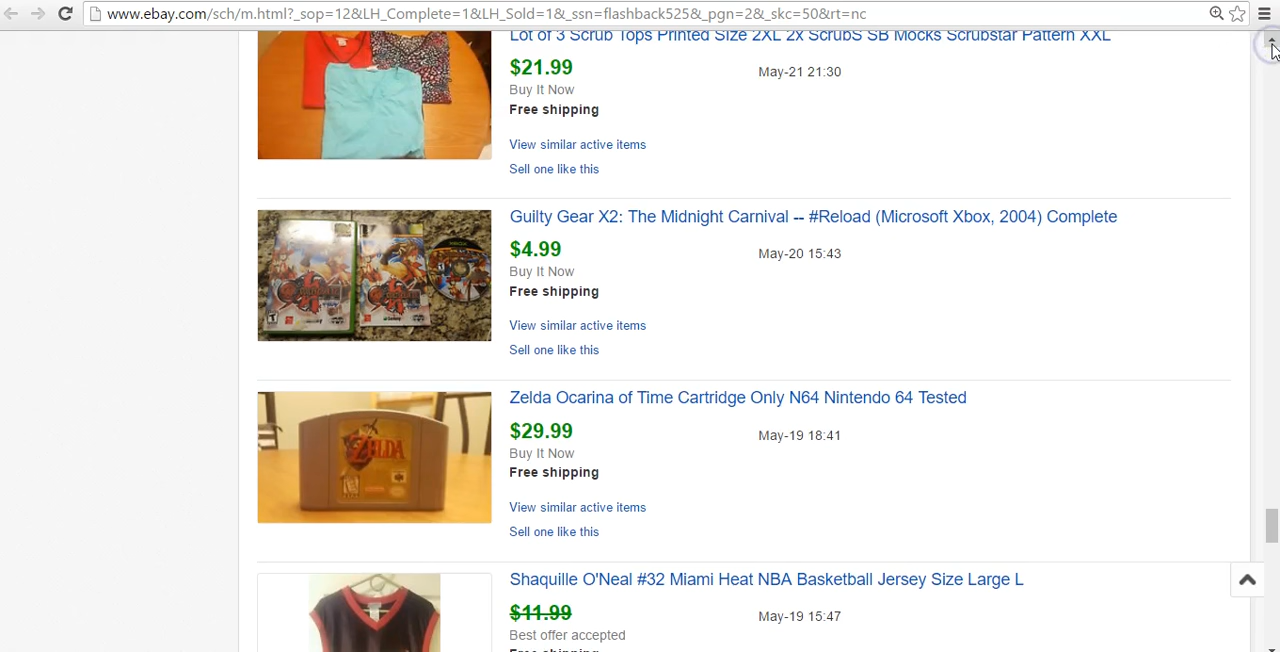 www.ebay.com/sch/m.html?_sop=12&LH_Complete=1&LH_Sold=1&_ssn=flashback525&_pgn=2&_skc=50&rt=nc
Lot of 3 Scrub Tops Printed Size 2XL 2x ScrubS SB Mocks Scrubstar Pattern XXL
$21.99
May-21 21:30
Buy It Now
Free shipping
View similar active items
Sell one like this
Guilty Gear X2: The Midnight Carnival -- #Reload (Microsoft Xbox, 2004) Complete
$4.99
May-20 15:43
Buy It Now
Free shipping
View similar active items
Sell one like this
Zelda Ocarina of Time Cartridge Only N64 Nintendo 64 Tested
$29.99
May-19 18:41
Buy It Now
Free shipping
View similar active items
Sell one like this
ZELDA
Shaquille O'Neal #32 Miami Heat NBA Basketball Jersey Size Large L
$11.99
May-19 15:47
Best offer accepted
Free shipping